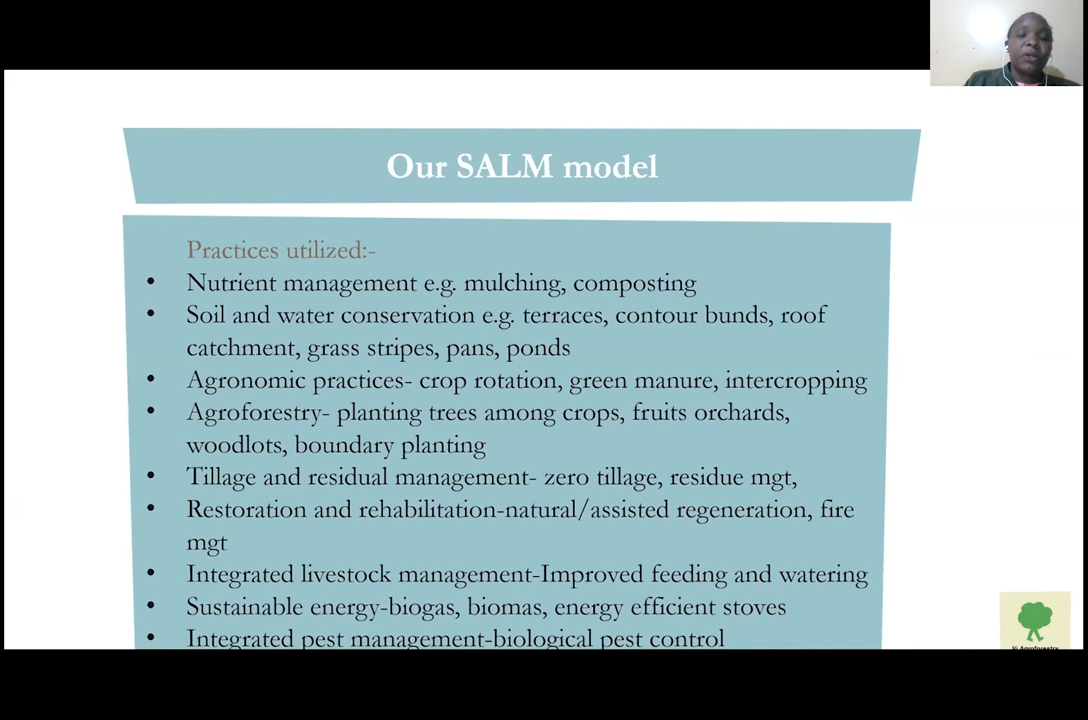 Our SALM model
Practices utilized:-
• Nutrient management e.g. mulching, composting
• Soil and water conservation e.g. terraces, contour bunds, roof
catchment, grass stripes, pans, ponds
• Agronomic practices- crop rotation, green manure, intercropping
• Agroforestry- planting trees among crops, fruits orchards,
woodlots, boundary planting
• Tillage and residual management- zero tillage, residue mgt,
• Restoration and rehabilitation-natural/assisted regeneration, fire
mgt
• Integrated livestock management-Improved feeding and watering
• Sustainable energy-biogas, biomas, energy efficient stoves
• Integrated pest management-biological pest control
Vi Agroforestry